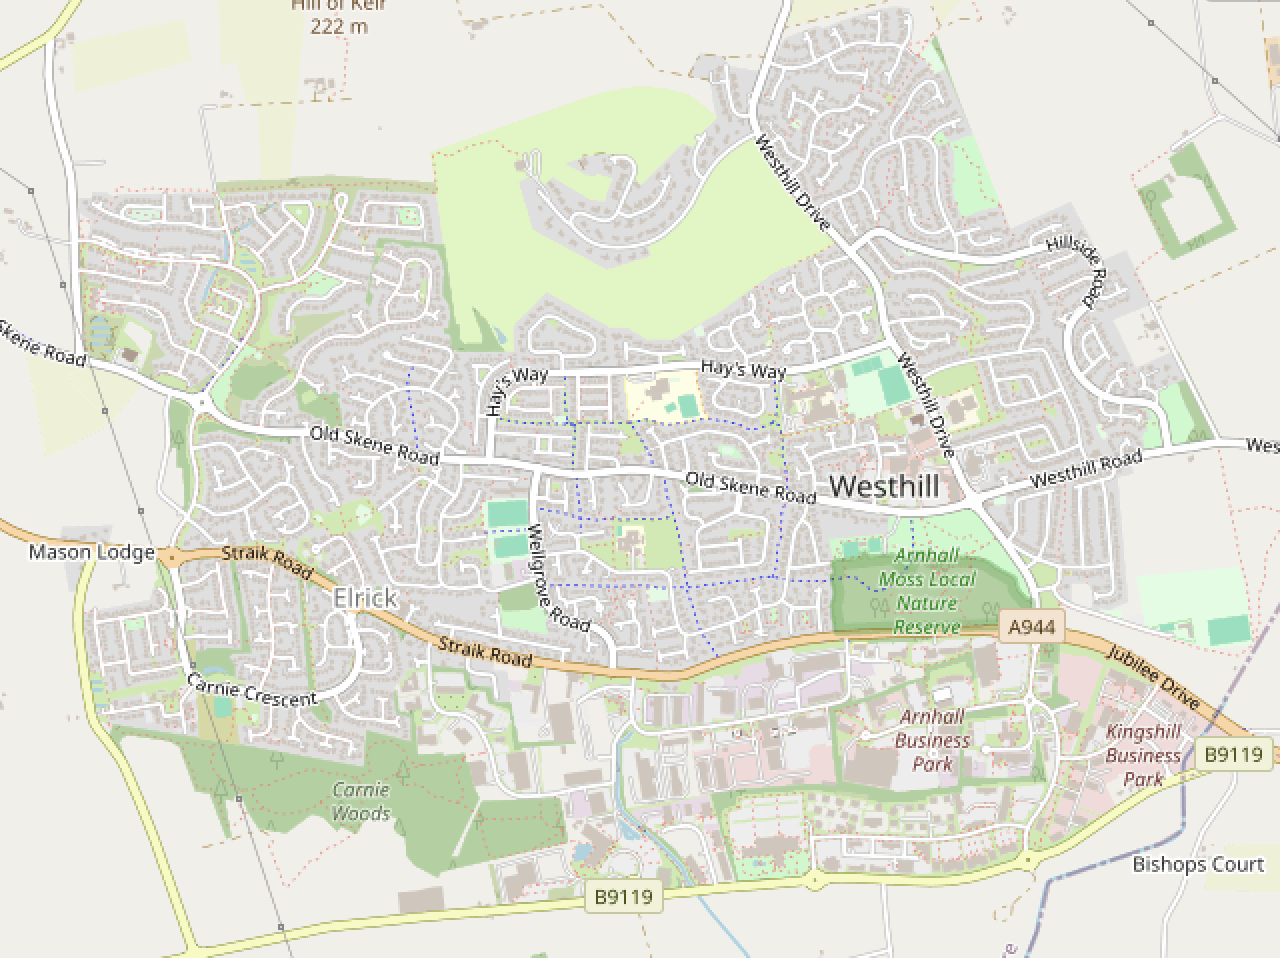 Hill of Keir
222 m
Westhill Drive
Hillside Road
Skene Road
Hay's Way
Hay's Way
Westhill Drive
Old Skene Road
Old Skene Road
Westhill
Westhill Road
Wes
Mason Lodge
Straik Road
Elrick
Wellgrove Road
Arnhall
Moss Local
Nature
Reserve
A944
Straik Road
Jubilee Drive
Carnie Crescent
Arnhall
Business
Park
Kingshill
Business
Park
B9119
Carnie
Woods
Bishops Court
B9119
e